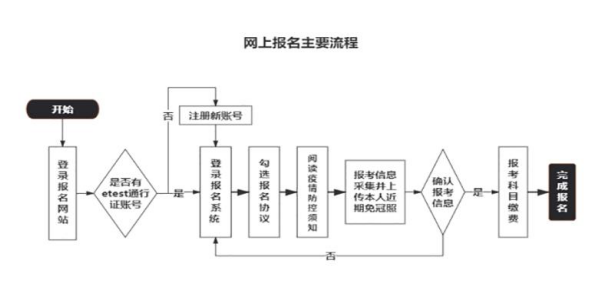 网上报名主要流程
开始
否
注册新账号
登录报名网站
是否有
etest通行
证账号
是
登录报名系统
勾选报名协议
阅读疫情防控须知
报考信息
采集并上
传本人近
期免冠照
确认
报考
信息
是
报考科目缴费
完成报名
否